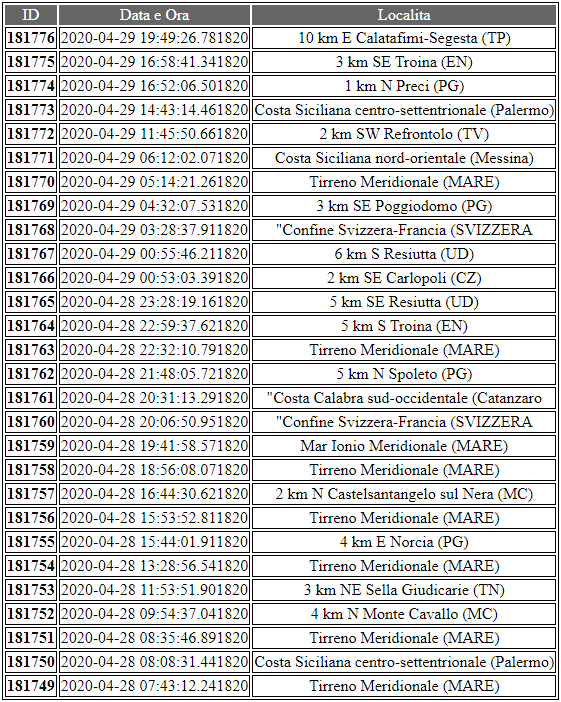 ID Data e Ora Localita
181776 2020-04-29 19:49:26.781820 10 km E Calatafimi-Segesta (TP)
181775 2020-04-29 16:58:41.341820 3 km SE Troina (EN)
181774 2020-04-29 16:52:06.501820 1 km N Preci (PG)
181773 2020-04-29 14:43:14.461820 Costa Siciliana centro-settentrionale (Palermo)
181772 2020-04-29 11:45:50.661820 2 km SW Refrontolo (TV)
181771 2020-04-29 06:12:02.071820 Costa Siciliana nord-orientale (Messina)
181770 2020-04-29 05:14:21.261820 Tirreno Meridionale (MARE)
181769 2020-04-29 04:32:07.531820 3 km SE Poggiodomo (PG)
181768 2020-04-29 03:28:37.911820 "Confine Svizzera-Francia (SVIZZERA
181767 2020-04-29 00:55:46.211820 6 km S Resiutta (UD)
181766 2020-04-29 00:53:03.391820 2 km SE Carlopoli (CZ)
181765 2020-04-28 23:28:19.161820 5 km SE Resiutta (UD)
181764 2020-04-28 22:59:37.621820 5 km S Troina (EN)
181763 2020-04-28 22:32:10.791820 Tirreno Meridionale (MARE)
181762 2020-04-28 21:48:05.721820 5 km N Spoleto (PG)
181761 2020-04-28 20:31:13.291820 "Costa Calabra sud-occidentale (Catanzaro
181760 2020-04-28 20:06:50.951820 "Confine Svizzera-Francia (SVIZZERA
181759 2020-04-28 19:41:58.571820 Mar Ionio Meridionale (MARE)
181758 2020-04-28 18:56:08.071820 Tirreno Meridionale (MARE)
181757 2020-04-28 16:44:30.621820 2 km N Castelsantangelo sul Nera (MC)
181756 2020-04-28 15:53:52.811820 Tirreno Meridionale (MARE)
181755 2020-04-28 15:44:01.911820 4 km E Norcia (PG)
181754 2020-04-28 13:28:56.541820 Tirreno Meridionale (MARE)
181753 2020-04-28 11:53:51.901820 3 km NE Sella Giudicarie (TN)
181752 2020-04-28 09:54:37.041820 4 km N Monte Cavallo (MC)
181751 2020-04-28 08:35:46.891820 Tirreno Meridionale (MARE)
181750 2020-04-28 08:08:31.441820 Costa Siciliana centro-settentrionale (Palermo)
181749 2020-04-28 07:43:12.241820 Tirreno Meridionale (MARE)